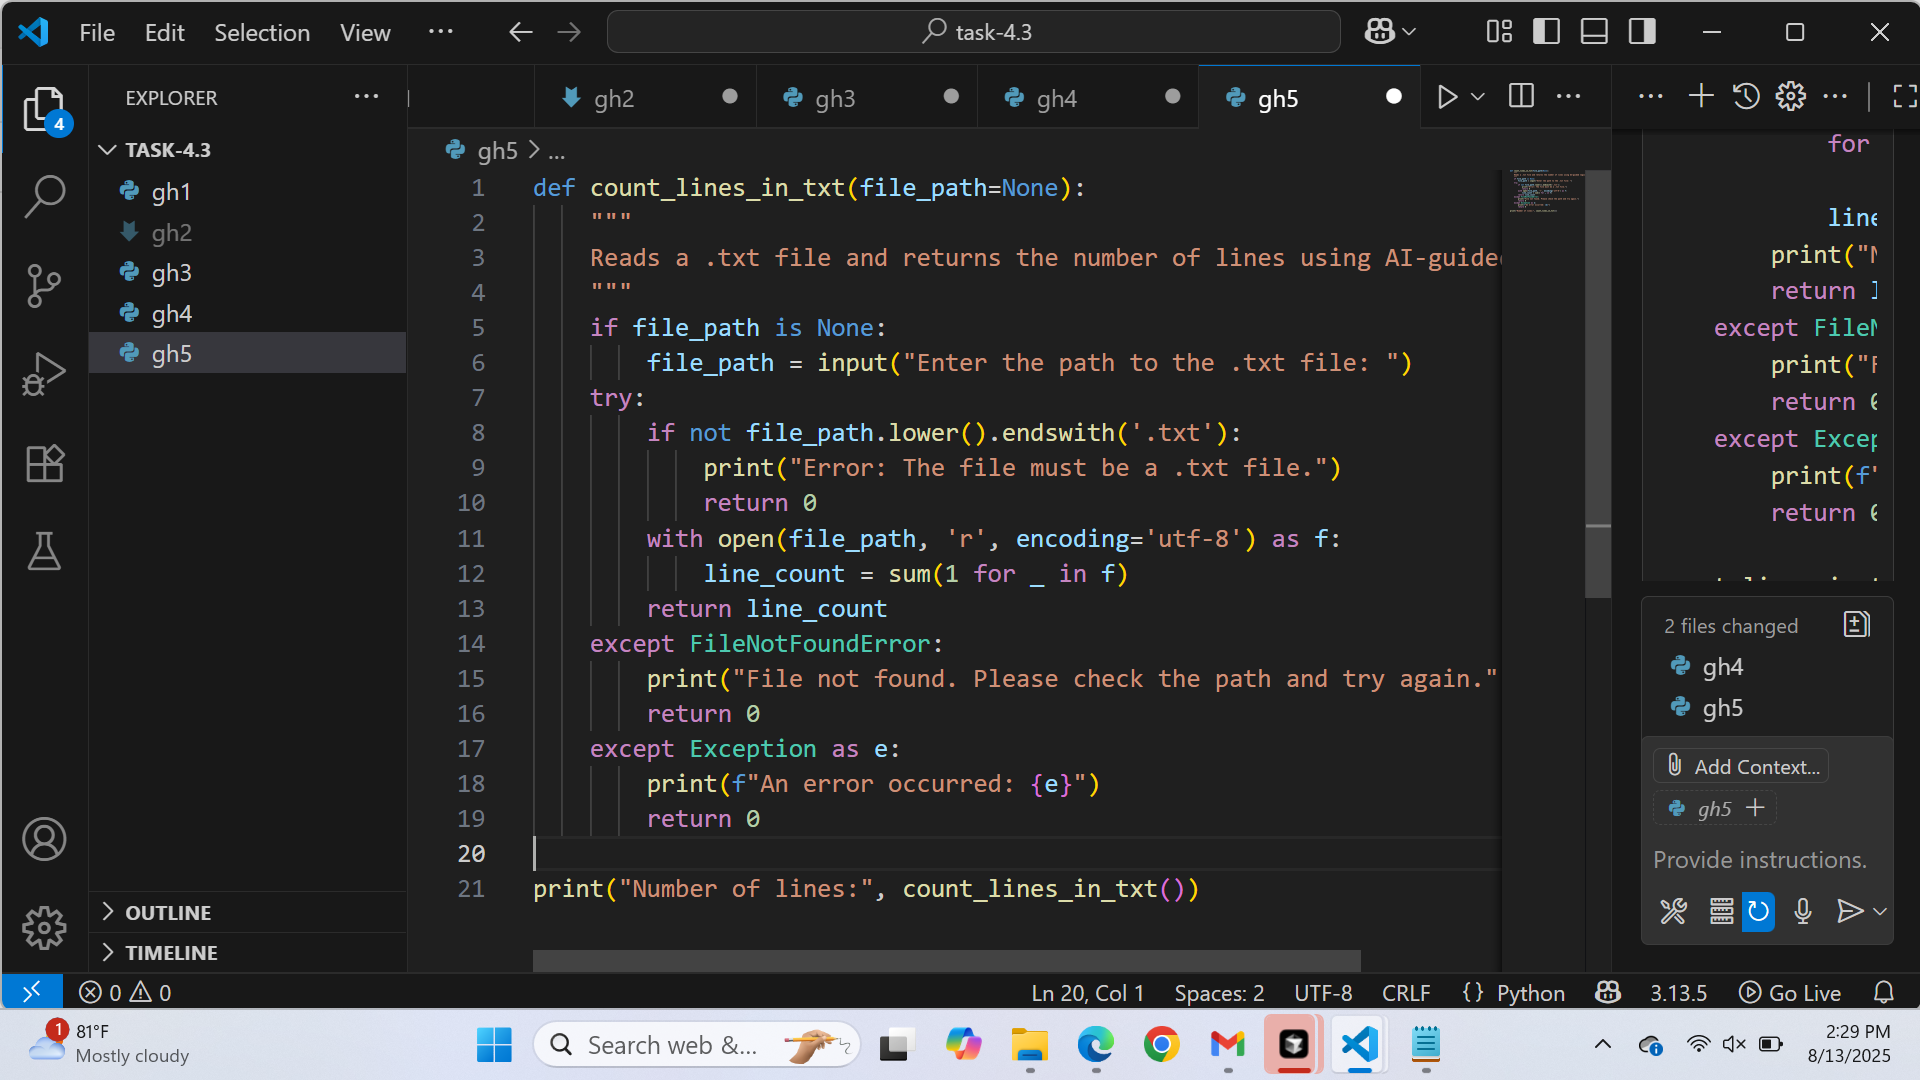 File Edit Selection View ··· task-4.3
EXPLORER ···
gh2 gh3 gh4 gh5
TASK-4.3
gh1
gh2
gh3
gh4
gh5
OUTLINE
TIMELINE
4
gh5 > ...
1 def count_lines_in_txt(file_path=None):
2 """
3 Reads a .txt file and returns the number of lines using AI-guide
4 """
5 if file_path is None:
6 file_path = input("Enter the path to the .txt file: ")
7 try:
8 if not file_path.lower().endswith('.txt'):
9 print("Error: The file must be a .txt file.")
10 return 0
11 with open(file_path, 'r', encoding='utf-8') as f:
12 line_count = sum(1 for _ in f)
13 return line_count
14 except FileNotFoundError:
15 print("File not found. Please check the path and try again."
16 return 0
17 except Exception as e:
18 print(f"An error occurred: {e}")
19 return 0
20
21 print("Number of lines:", count_lines_in_txt())
for
line
print("N
return
except FileN
print("F
return 0
except Excep
print(f"
return 0
2 files changed
gh4
gh5
Add Context...
gh5 +
Provide instructions.
0 0 Ln 20, Col 1 Spaces: 2 UTF-8 CRLF {} Python 3.13.5 Go Live
1 81°F
Mostly cloudy
Search web &...
2:29 PM
8/13/2025